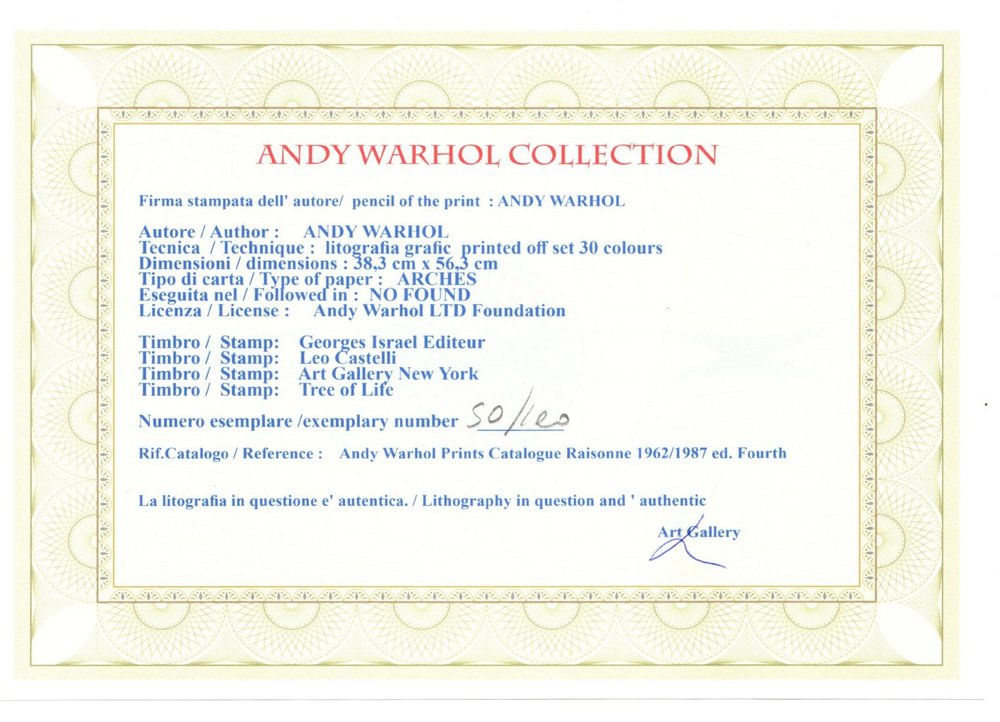 ANDY WARHOL COLLECTION
Firma stampata dell' autore/ pencil of the print : ANDY WARHOL
Autore / Author : ANDY WARHOL
Tecnica / Technique : litografia grafic printed off set 30 colours
Dimensioni / dimensions : 38,3 cm x 56,3 cm
Tipo di carta / Type of paper : ARCHES
Eseguita nel / Followed in : NO FOUND
Licenza / License : Andy Warhol LTD Foundation
Timbro / Stamp: Georges Israel Editeur
Timbro / Stamp: Leo Castelli
Timbro / Stamp: Art Gallery New York
Timbro / Stamp: Tree of Life
Numero esemplare /exemplary number 50/100
Rif.Catalogo / Reference : Andy Warhol Prints Catalogue Raisonne 1962/1987 ed. Fourth
La litografia in questione e' autentica. / Lithography in question and ' authentic
Art Gallery